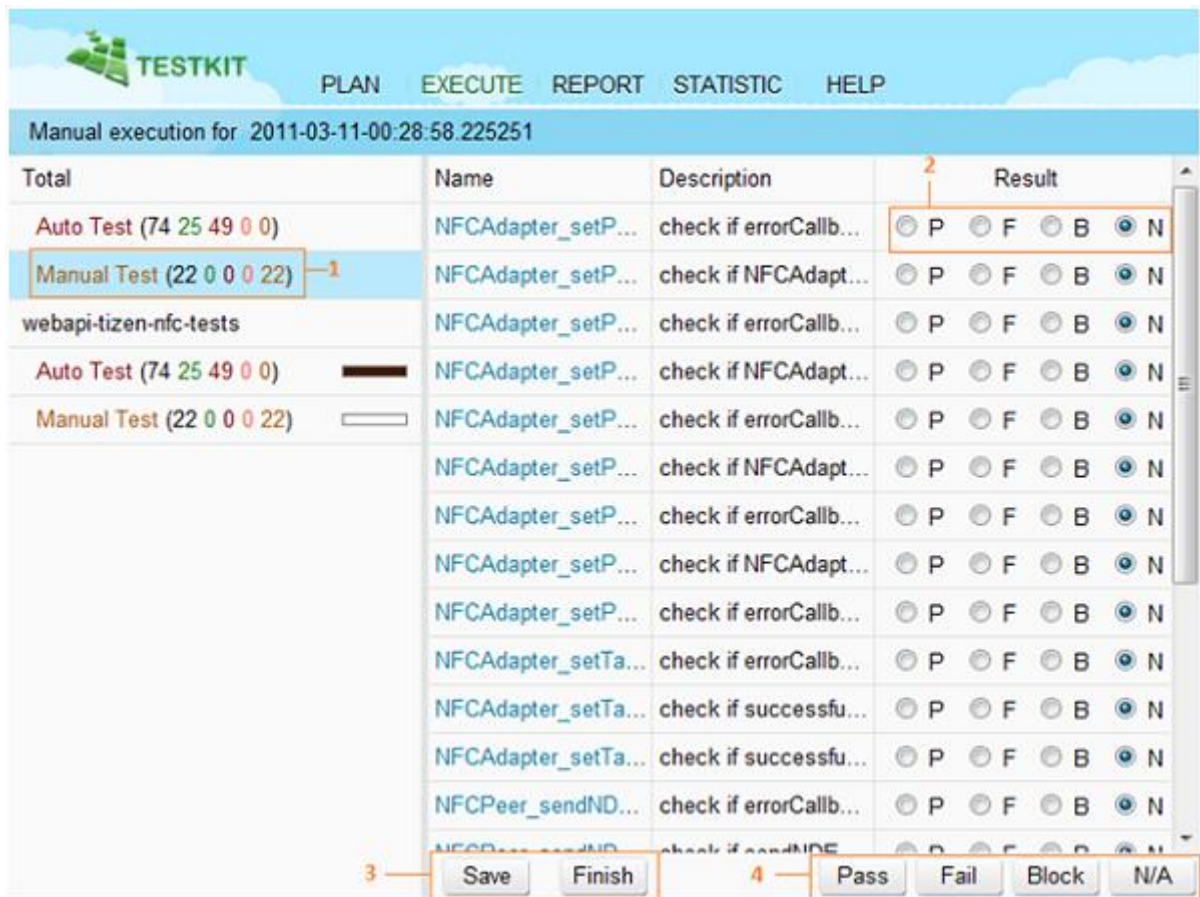 TESTKIT
PLAN EXECUTE REPORT STATISTIC HELP
Manual execution for 2011-03-11-00:28:58.225251
Total
Auto Test (74 25 49 0 0)
Manual Test (22 0 0 0 22)
1
webapi-tizen-nfc-tests
Auto Test (74 25 49 0 0)
Manual Test (22 0 0 0 22)
Name Description Result
2
NFCAdapter_setP... check if errorCallb... P F B N
NFCAdapter_setP... check if NFCAdapt... P F B N
NFCAdapter_setP... check if errorCallb... P F B N
NFCAdapter_setP... check if NFCAdapt... P F B N
NFCAdapter_setP... check if errorCallb... P F B N
NFCAdapter_setP... check if NFCAdapt... P F B N
NFCAdapter_setP... check if errorCallb... P F B N
NFCAdapter_setP... check if NFCAdapt... P F B N
NFCAdapter_setP... check if errorCallb... P F B N
NFCAdapter_setTa... check if errorCallb... P F B N
NFCAdapter_setTa... check if successfu... P F B N
NFCAdapter_setTa... check if successfu... P F B N
NFCPeer_sendND... check if errorCallb... P F B N
3 Save Finish 4 Pass Fail Block N/A